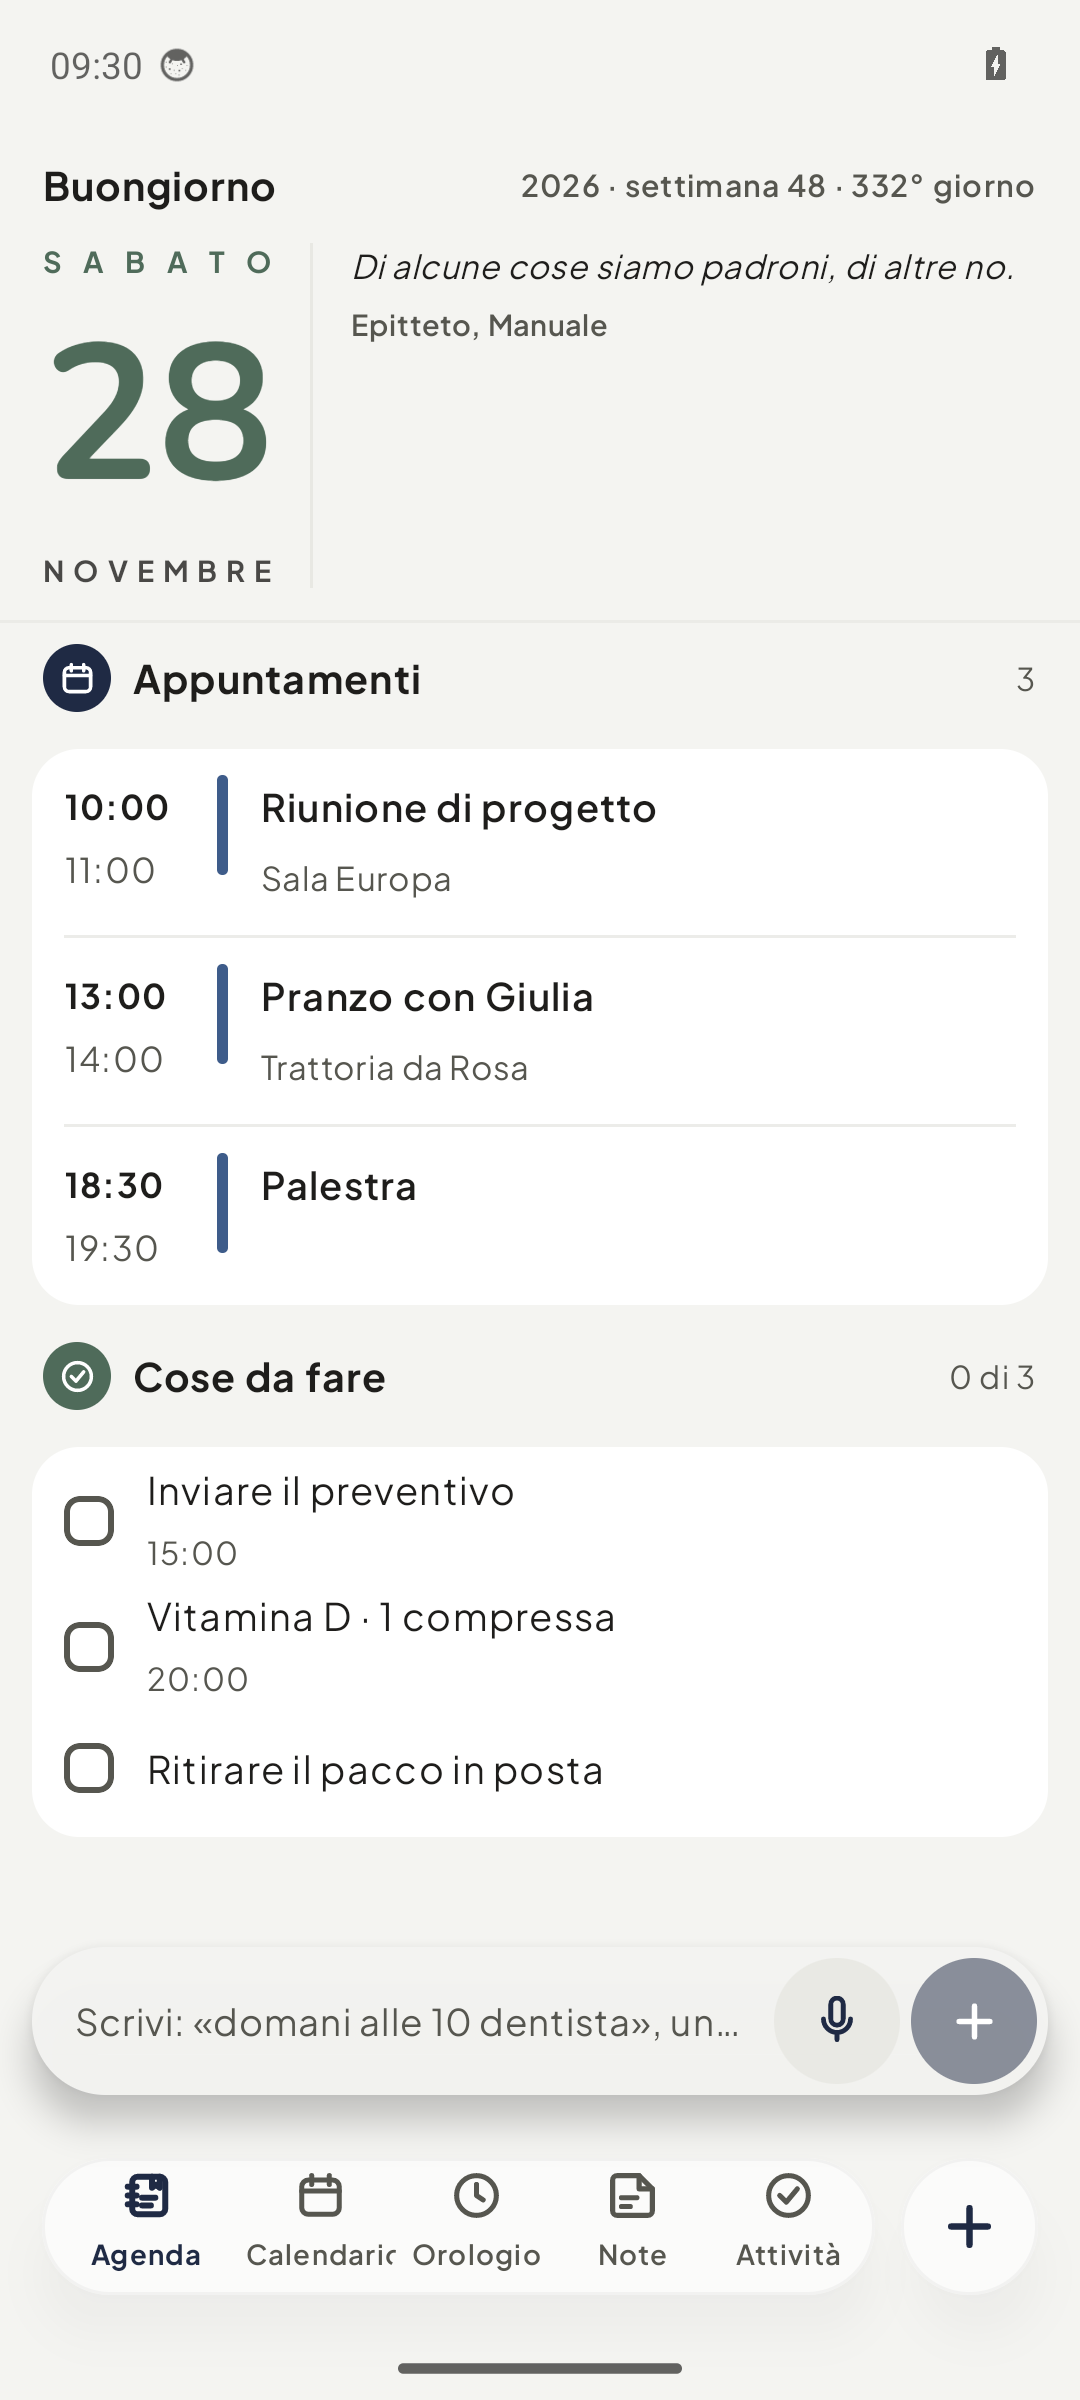 09:30
Buongiorno
2026 · settimana 48 · 332° giorno
SABATO
28
NOVEMBRE
Di alcune cose siamo padroni, di altre no.
Epitteto, Manuale
Appuntamenti
3
10:00
11:00
Riunione di progetto
Sala Europa
13:00
14:00
Pranzo con Giulia
Trattoria da Rosa
18:30
19:30
Palestra
Cose da fare
0 di 3
Inviare il preventivo
15:00
Vitamina D · 1 compressa
20:00
Ritirare il pacco in posta
Scrivi: «domani alle 10 dentista», un...
Agenda
Calendario
Orologio
Note
Attività